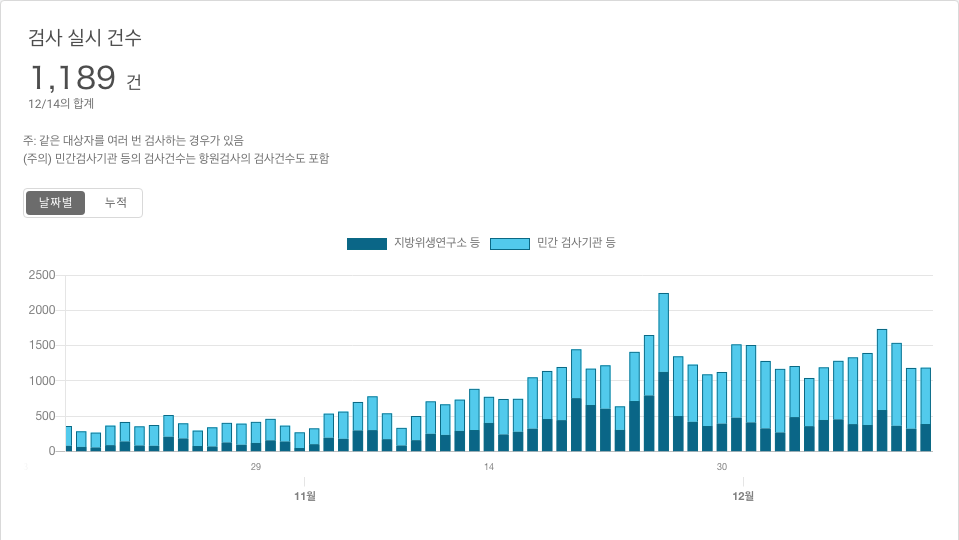 검사 실시 건수
1,189 건
12/14의 합계
주: 같은 대상자를 여러 번 검사하는 경우가 있음
(주의) 민간검사기관 등의 검사건수는 항원검사의 검사건수도 포함
날짜별 누적
지방위생연구소 등 민간 검사기관 등
2500
2000
1500
1000
500
0
29 14 30
11월 12월